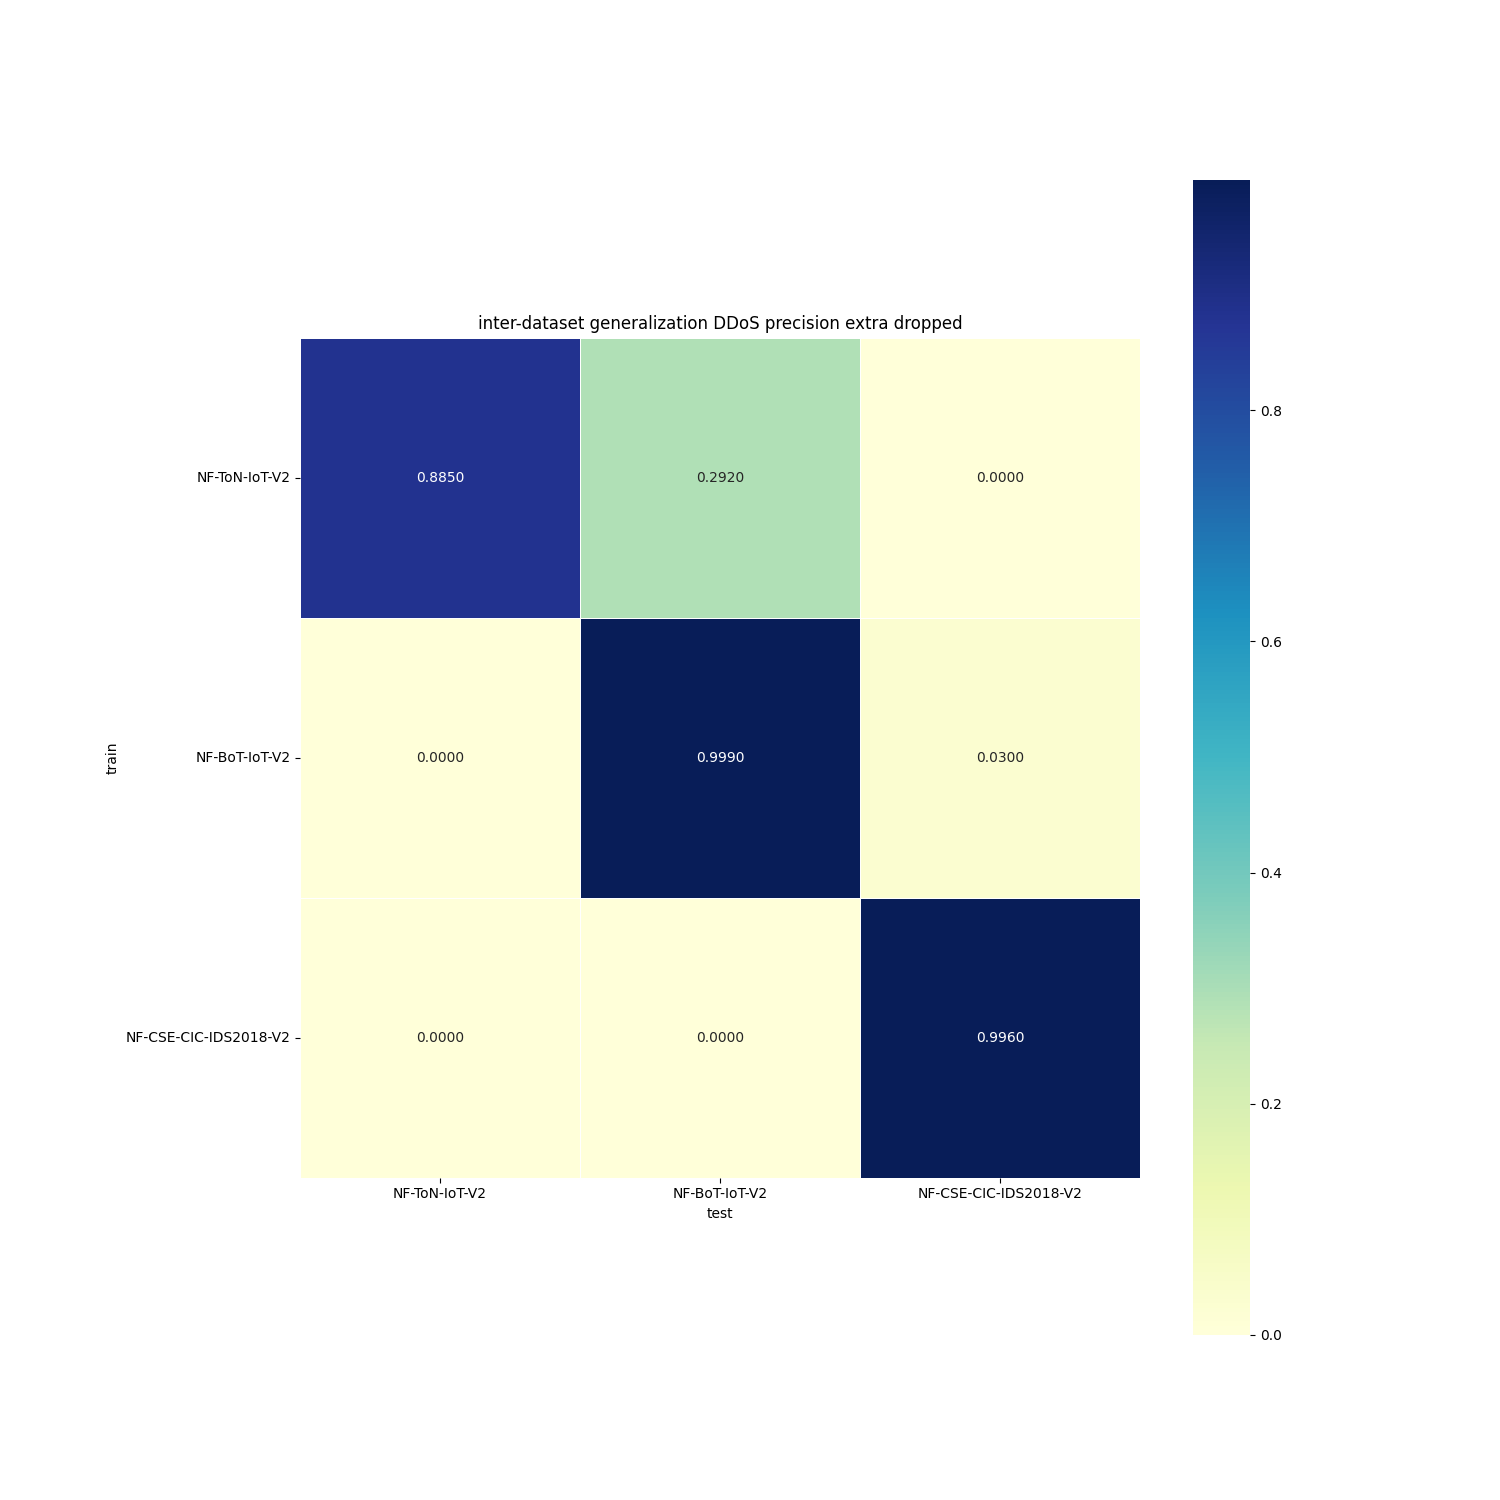 inter-dataset generalization DDoS precision extra dropped
NF-ToN-IoT-V2
0.8850
0.2920
0.0000
NF-BoT-IoT-V2
0.0000
0.9990
0.0300
NF-CSE-CIC-IDS2018-V2
0.0000
0.0000
0.9960
train
NF-ToN-IoT-V2
NF-BoT-IoT-V2
NF-CSE-CIC-IDS2018-V2
test
0.8
0.6
0.4
0.2
0.0